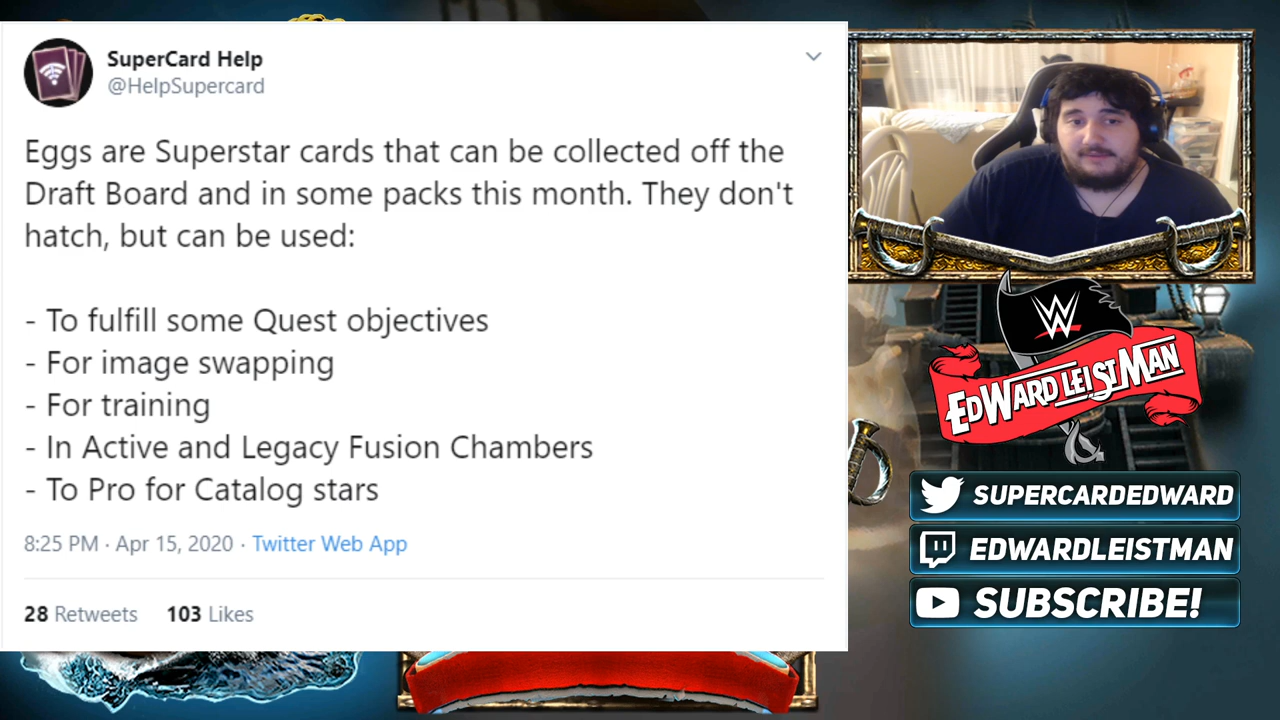 SuperCard Help
@HelpSupercard
Eggs are Superstar cards that can be collected off the
Draft Board and in some packs this month. They don't
hatch, but can be used:
- To fulfill some Quest objectives
- For image swapping
- For training
- In Active and Legacy Fusion Chambers
- To Pro for Catalog stars
8:25 PM · Apr 15, 2020 · Twitter Web App
28 Retweets 103 Likes
W
EDWARD LEISTMAN
SUPERCARDEDWARD
EDWARDLEISTMAN
SUBSCRIBE!